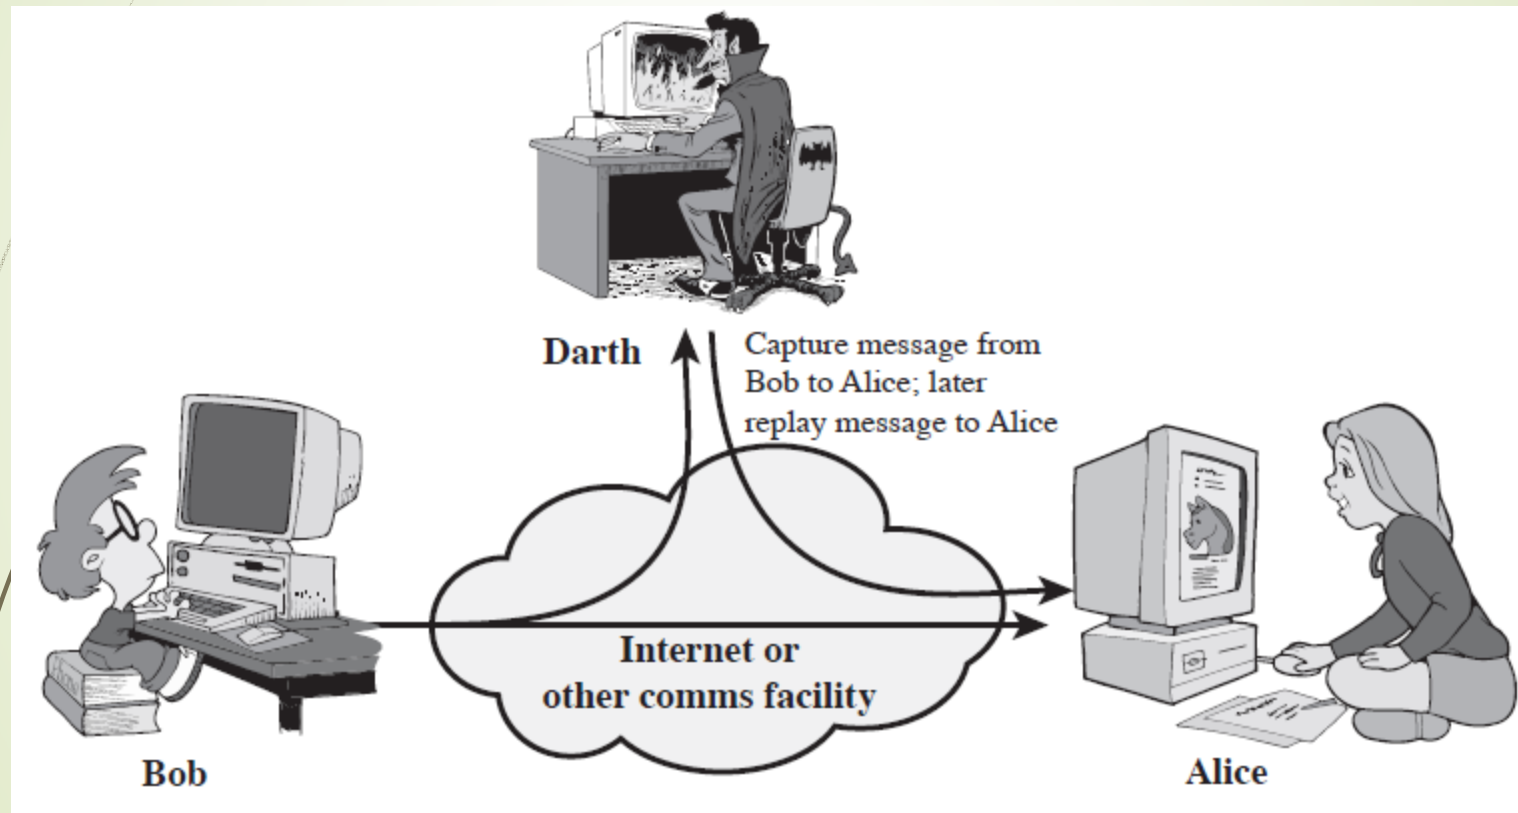 Darth
Capture message from
Bob to Alice; later
replay message to Alice
Internet or
other comms facility
Bob
Alice